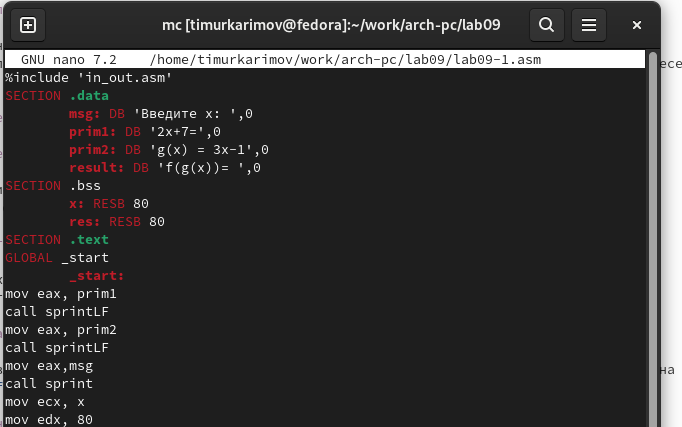 mc [timurkarimov@fedora]:~/work/arch-pc/lab09
GNU nano 7.2    /home/timurkarimov/work/arch-pc/lab09/lab09-1.asm
%include 'in_out.asm'
SECTION .data
        msg: DB 'Введите x: ',0
        prim1: DB '2x+7=',0
        prim2: DB 'g(x) = 3x-1',0
        result: DB 'f(g(x))= ',0
SECTION .bss
        x: RESB 80
        res: RESB 80
SECTION .text
GLOBAL _start
        _start:
mov eax, prim1
call sprintLF
mov eax, prim2
call sprintLF
mov eax,msg
call sprint
mov ecx, x
mov edx, 80